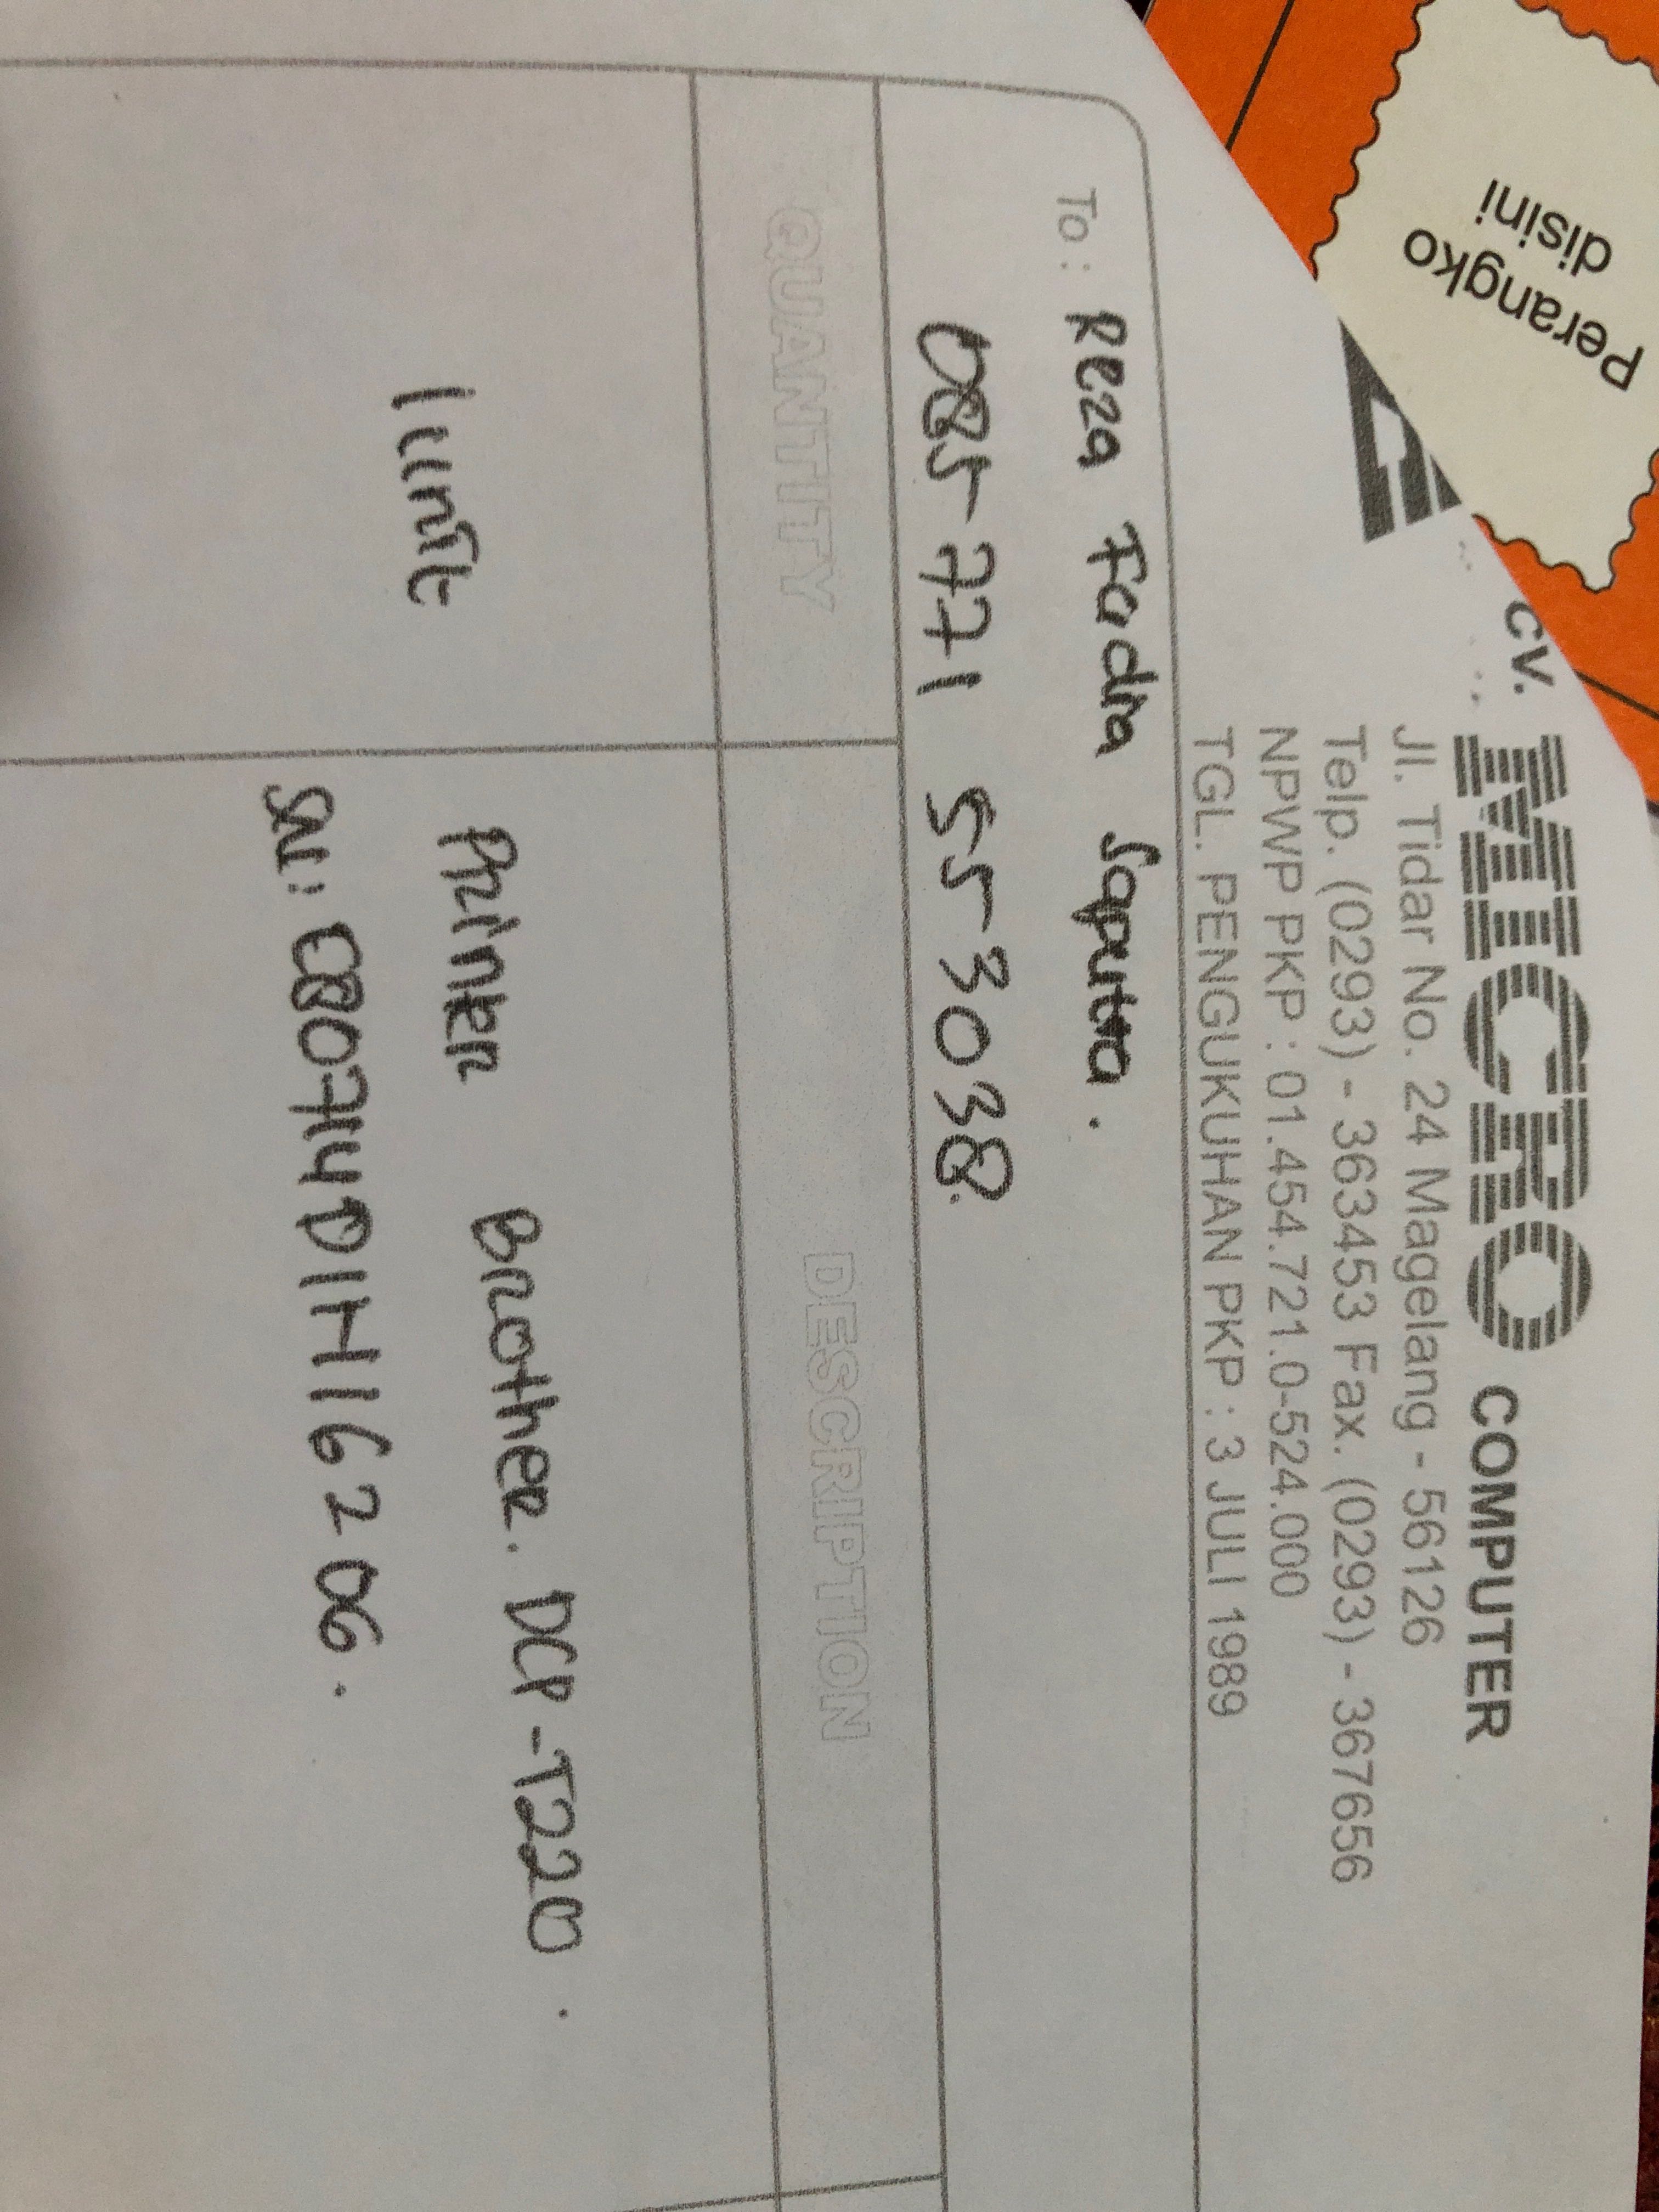 Perangko
disini
CV. MICRO COMPUTER
Jl. Tidar No. 24 Magelang - 56126
Telp. (0293) - 363453 Fax. (0293) - 367656
NPWP PKP : 01.454.721.0-524.000
TGL. PENGUKUHAN PKP : 3 JULI 1989
To : Reza Fadra Saputra .
085-771 55 3038
QUANTITY DESCRIPTION
1 Unit PRINTER BROTHER. DCP-T220 .
SN: E80744D1H116206 .